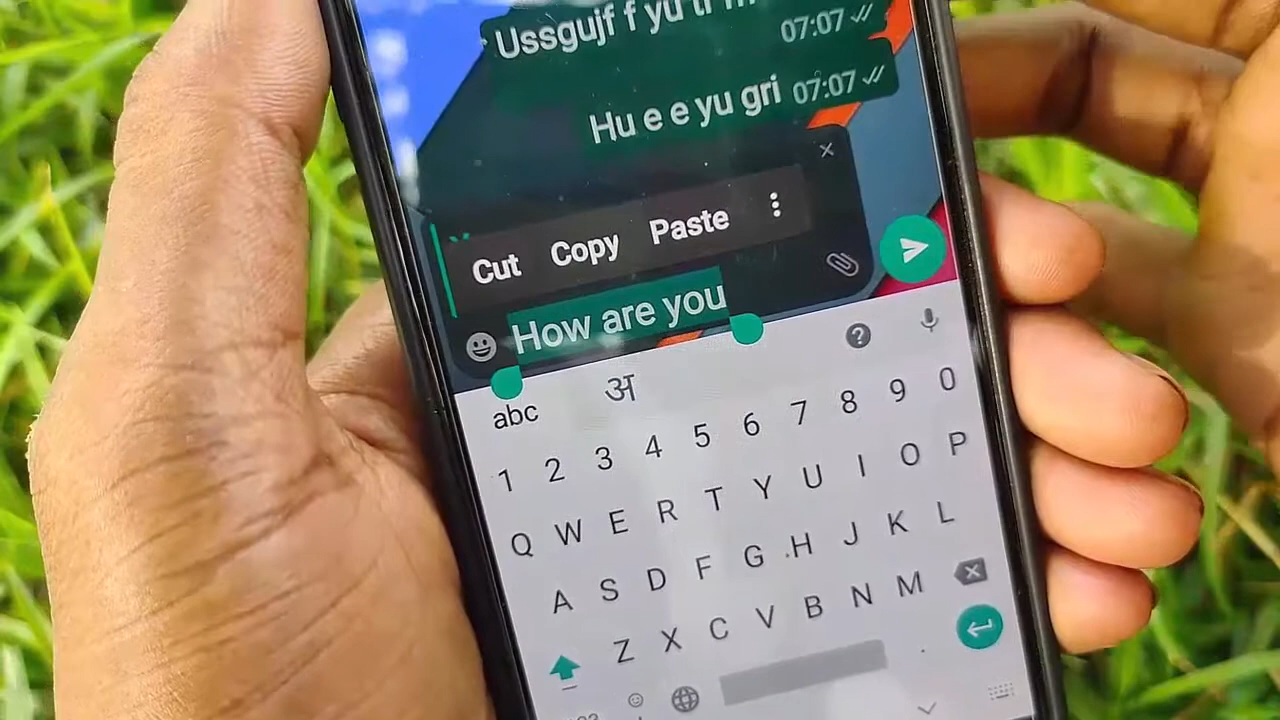 Ussgujf f yu
07:07
Hu e e yu gri 07:07
Cut Copy Paste
How are you
abc अ
1 2 3 4 5 6 7 8 9 0
Q W E R T Y U I O P
A S D F G H J K L
Z X C V B N M